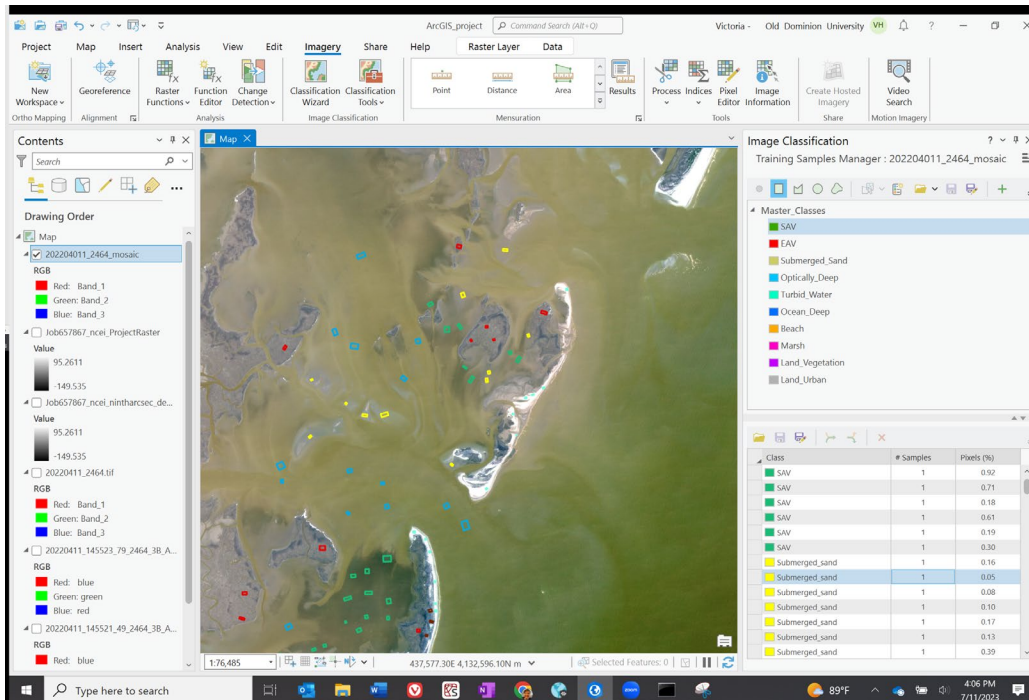 ArcGIS_project
Command Search (Alt+Q)
Victoria - Old Dominion University
VH
?
Project Map Insert Analysis View Edit Imagery Share Help Raster Layer Data
New Workspace
Georeference
Raster Functions
Function Editor
Change Detection
Classification Wizard
Classification Tools
Point
Distance
Area
Results
Process
Indices
Pixel Editor
Image Information
Create Hosted Imagery
Video Search
Ortho Mapping
Alignment
Analysis
Image Classification
Mensuration
Tools
Share
Motion Imagery
Contents
Search
Drawing Order
Map
202204011_2464_mosaic
RGB
Red: Band_1
Green: Band_2
Blue: Band_3
Job657867_ncei_ProjectRaster
Value
95.2611
-149.535
Job657867_ncei_nintharcsec_de...
Value
95.2611
-149.535
20220411_2464.tif
RGB
Red: Band_1
Green: Band_2
Blue: Band_3
20220411_145523_79_2464_3B_A...
RGB
Red: blue
Green: green
Blue: red
20220411_145521_49_2464_3B_A...
RGB
Red: blue
Map
1:76,485
437,577.30E 4,132,596.10N m
Selected Features: 0
Image Classification
?
Training Samples Manager : 202204011_2464_mosaic
Master_Classes
SAV
EAV
Submerged_Sand
Optically_Deep
Turbid_Water
Ocean_Deep
Beach
Marsh
Land_Vegetation
Land_Urban
Class # Samples Pixels (%)
SAV 1 0.92
SAV 1 0.71
SAV 1 0.18
SAV 1 0.61
SAV 1 0.19
SAV 1 0.30
Submerged_sand 1 0.16
Submerged_sand 1 0.05
Submerged_sand 1 0.08
Submerged_sand 1 0.10
Submerged_sand 1 0.17
Submerged_sand 1 0.13
Submerged_sand 1 0.39
Type here to search
89°F
4:06 PM
7/11/2023